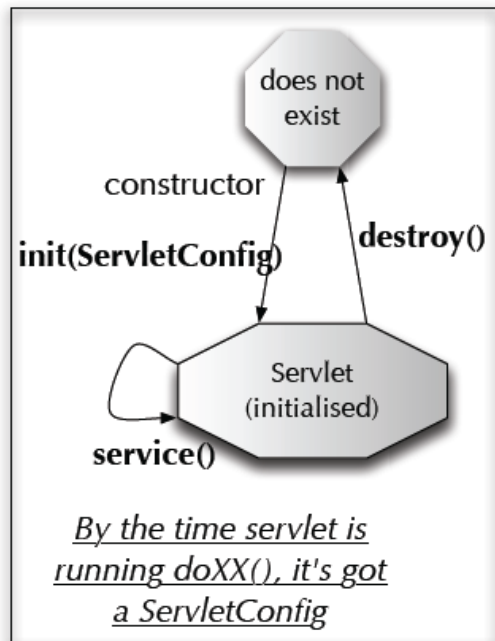 does not
exist
constructor
init(ServletConfig)
destroy()
Servlet
(initialised)
service()
By the time servlet is
running doXX(), it's got
a ServletConfig